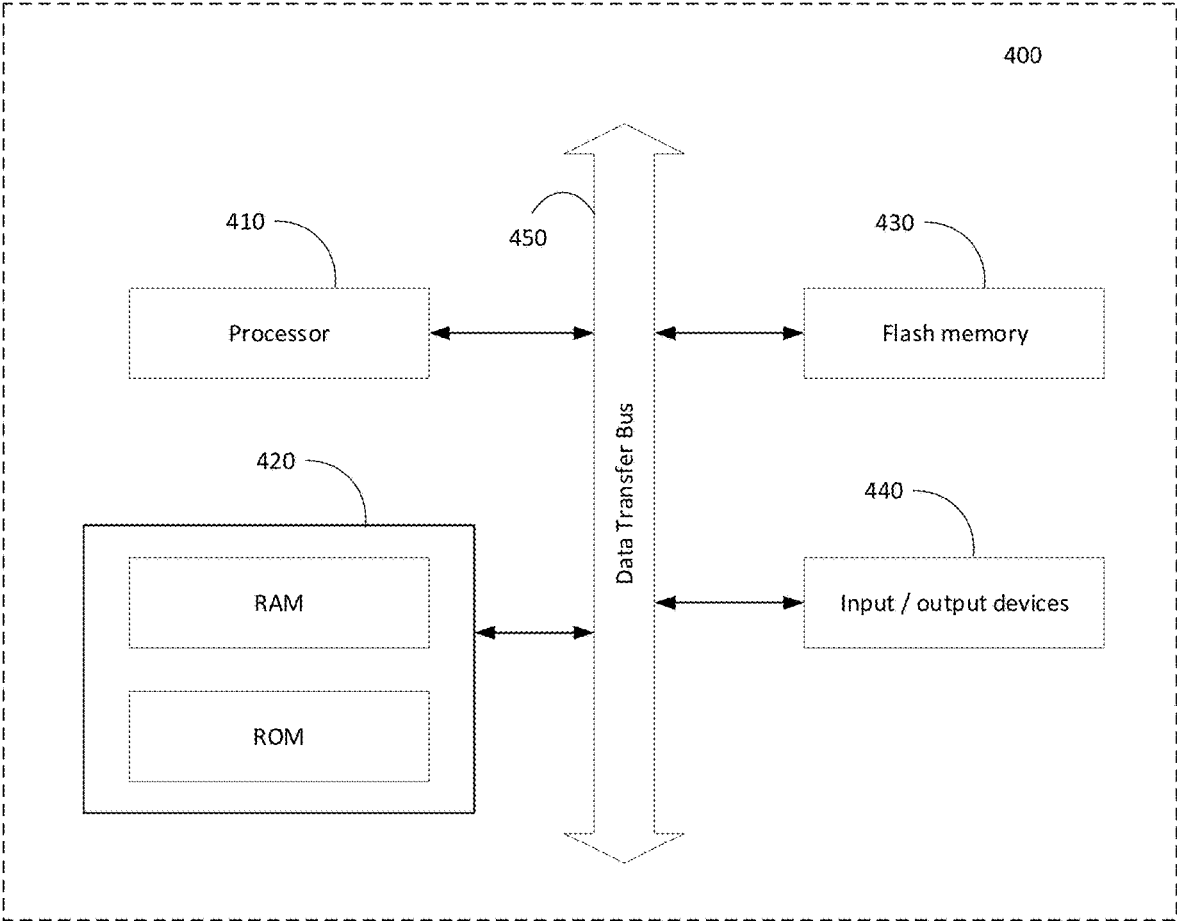 400
410
450
430
Processor
Flash memory
Data Transfer Bus
420
440
RAM
Input / output devices
ROM